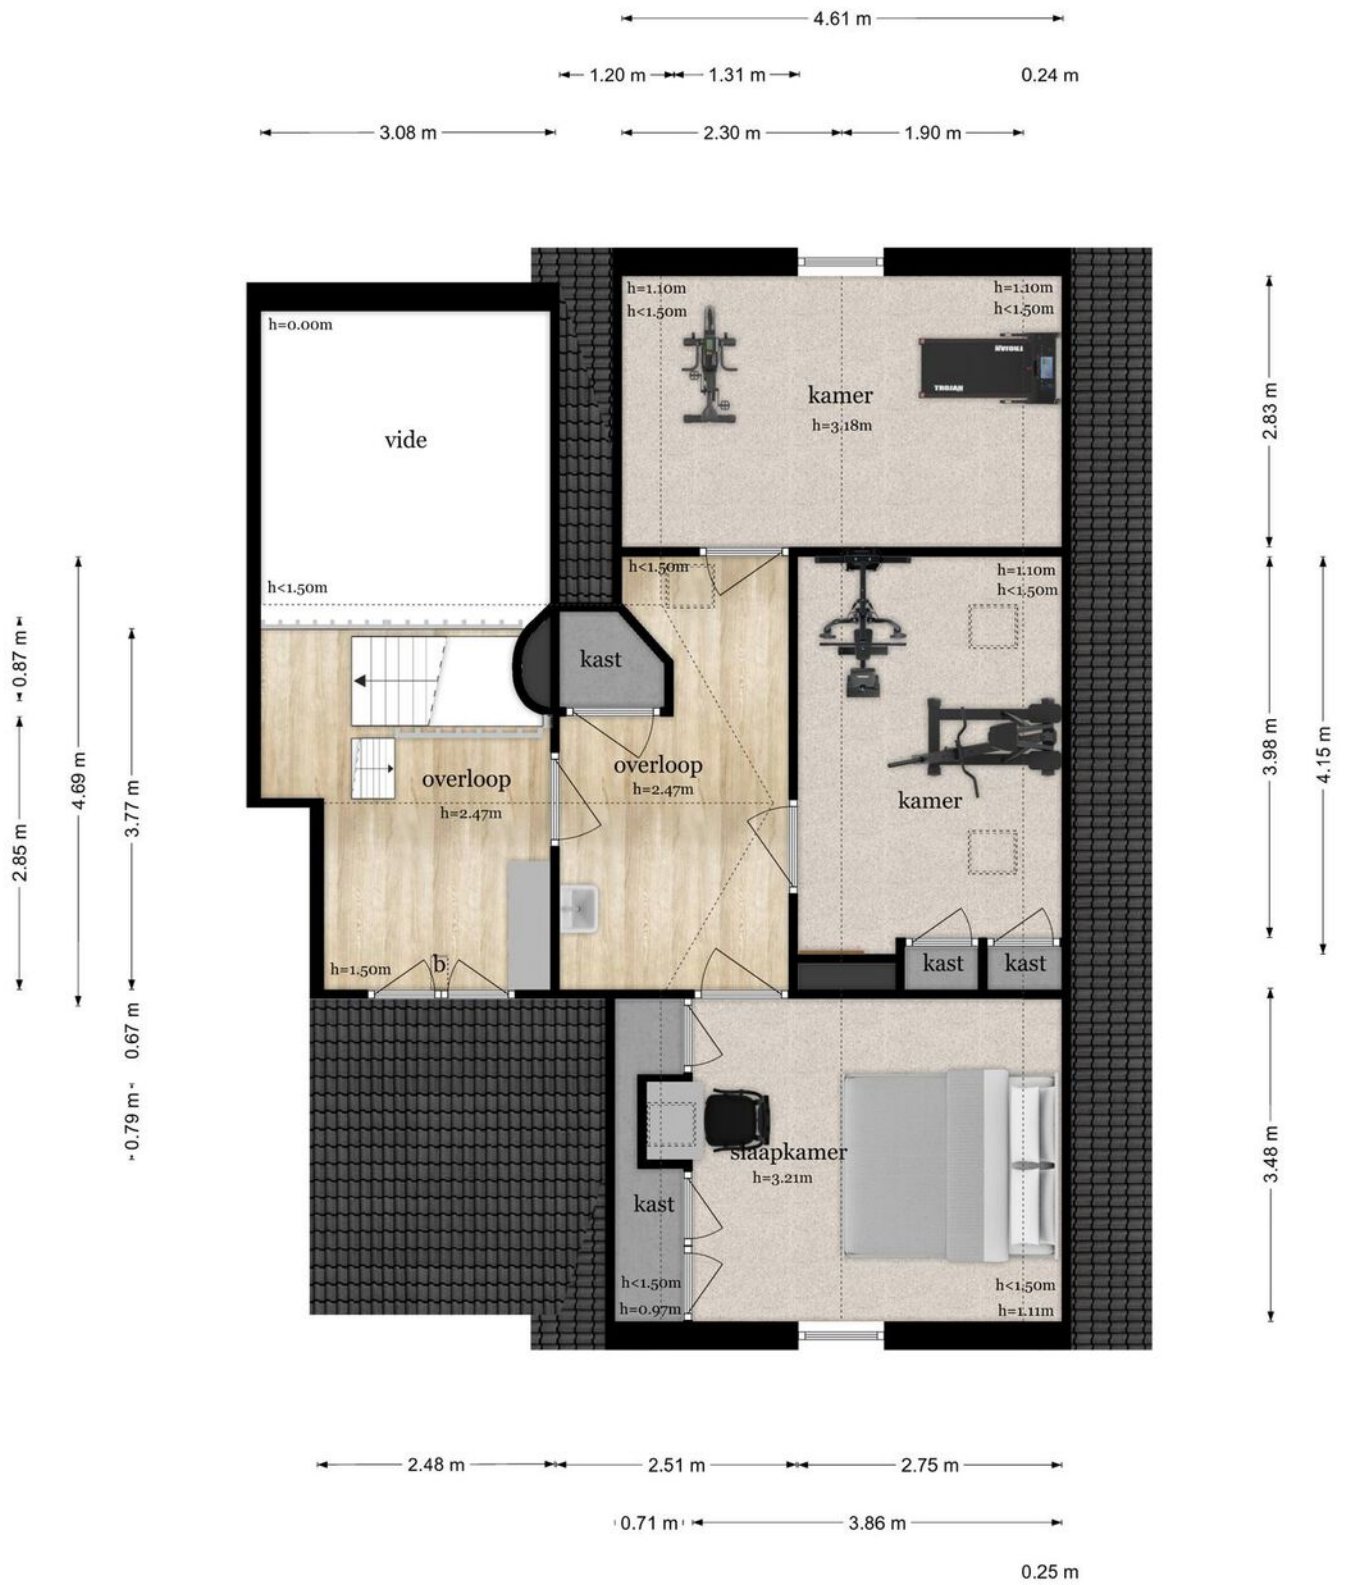 4.61 m
1.20 m
1.31 m
0.24 m
3.08 m
2.30 m
1.90 m
h=0.00m
vide
h<1.50m
h=1.10m
h<1.50m
h=1.10m
h<1.50m
TROJAN
TROJAN
kamer
h=3.18m
2.83 m
h<1.50m
h=1.10m
h<1.50m
kast
overloop
h=2.47m
overloop
h=2.47m
kamer
0.87 m
2.85 m
4.69 m
3.77 m
3.98 m
4.15 m
h=1.50m
b
kast
kast
0.67 m
0.79 m
slaapkamer
h=3.21m
kast
h<1.50m
h=0.97m
h<1.50m
h=1.11m
3.48 m
2.48 m
2.51 m
2.75 m
0.71 m
3.86 m
0.25 m